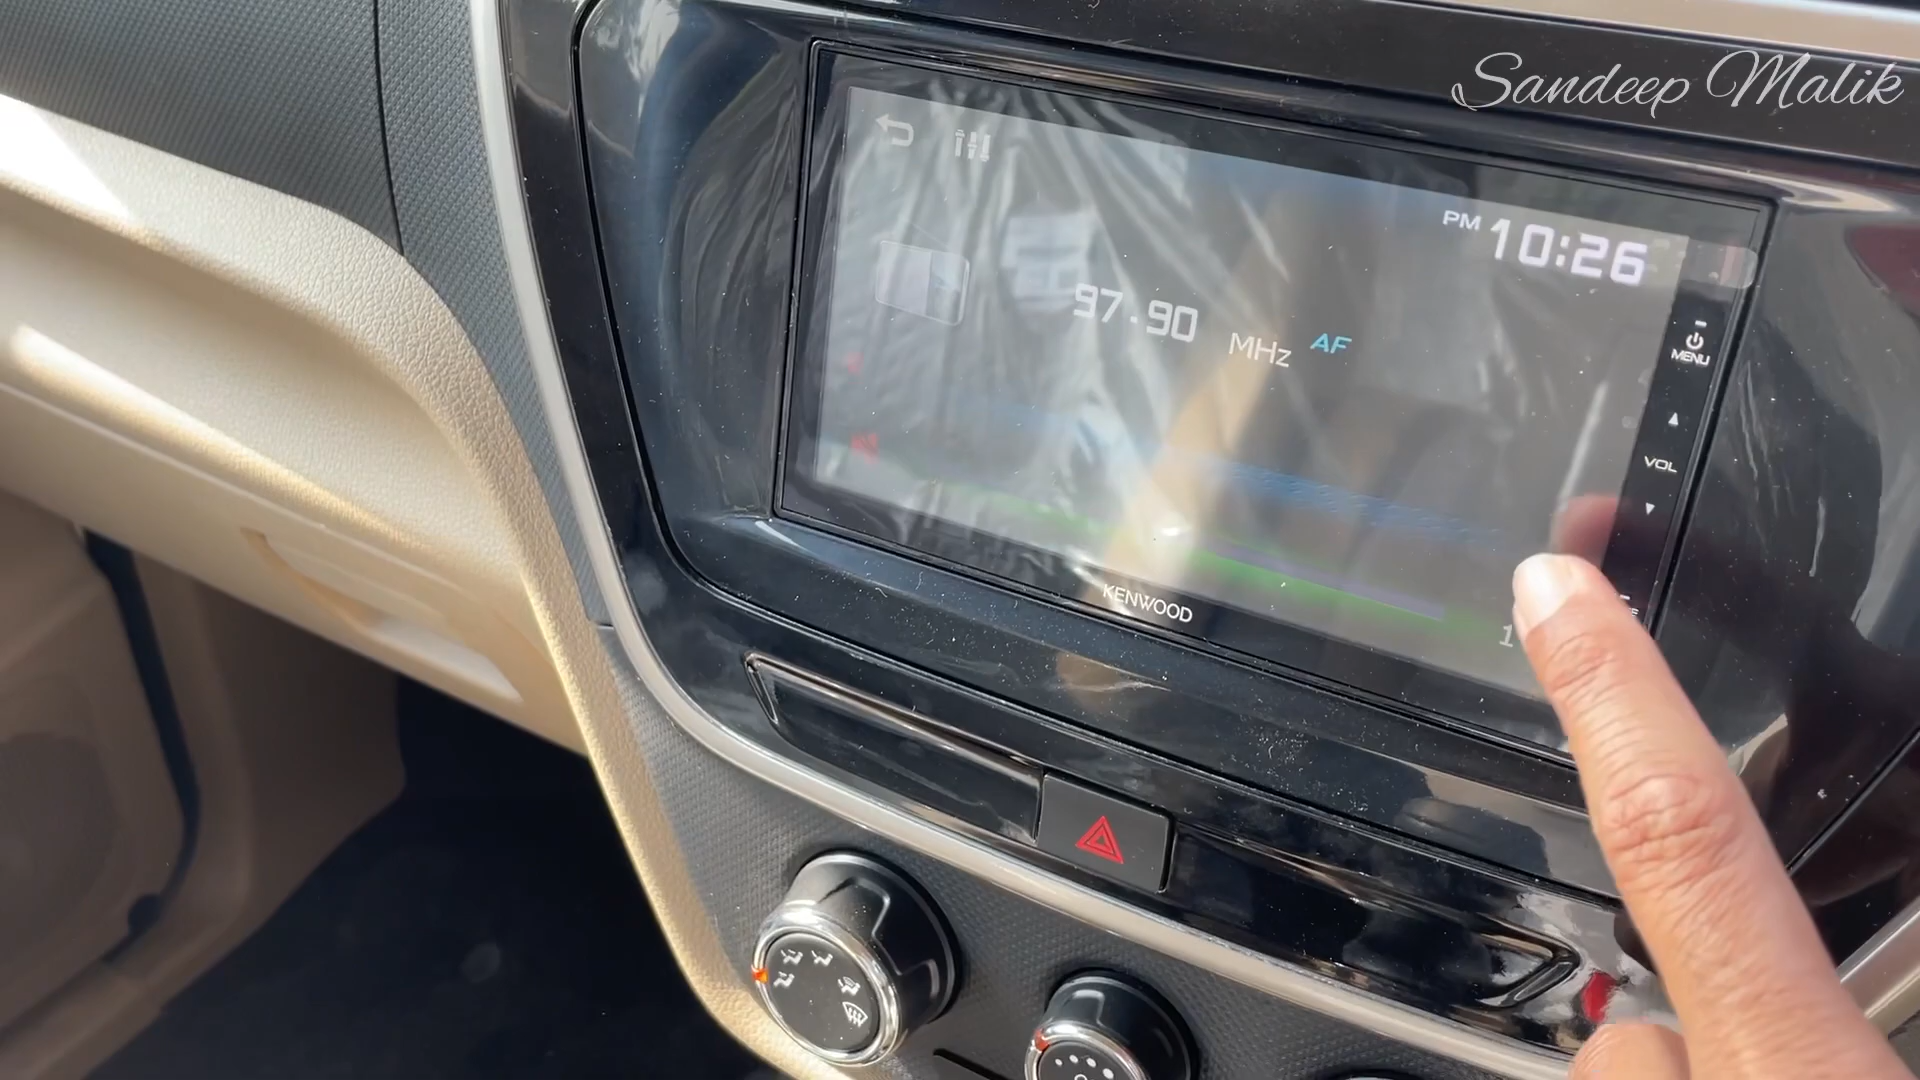 Sandeep Malik
PM 10:26
97.90 MHz AF
MENU
VOL
KENWOOD